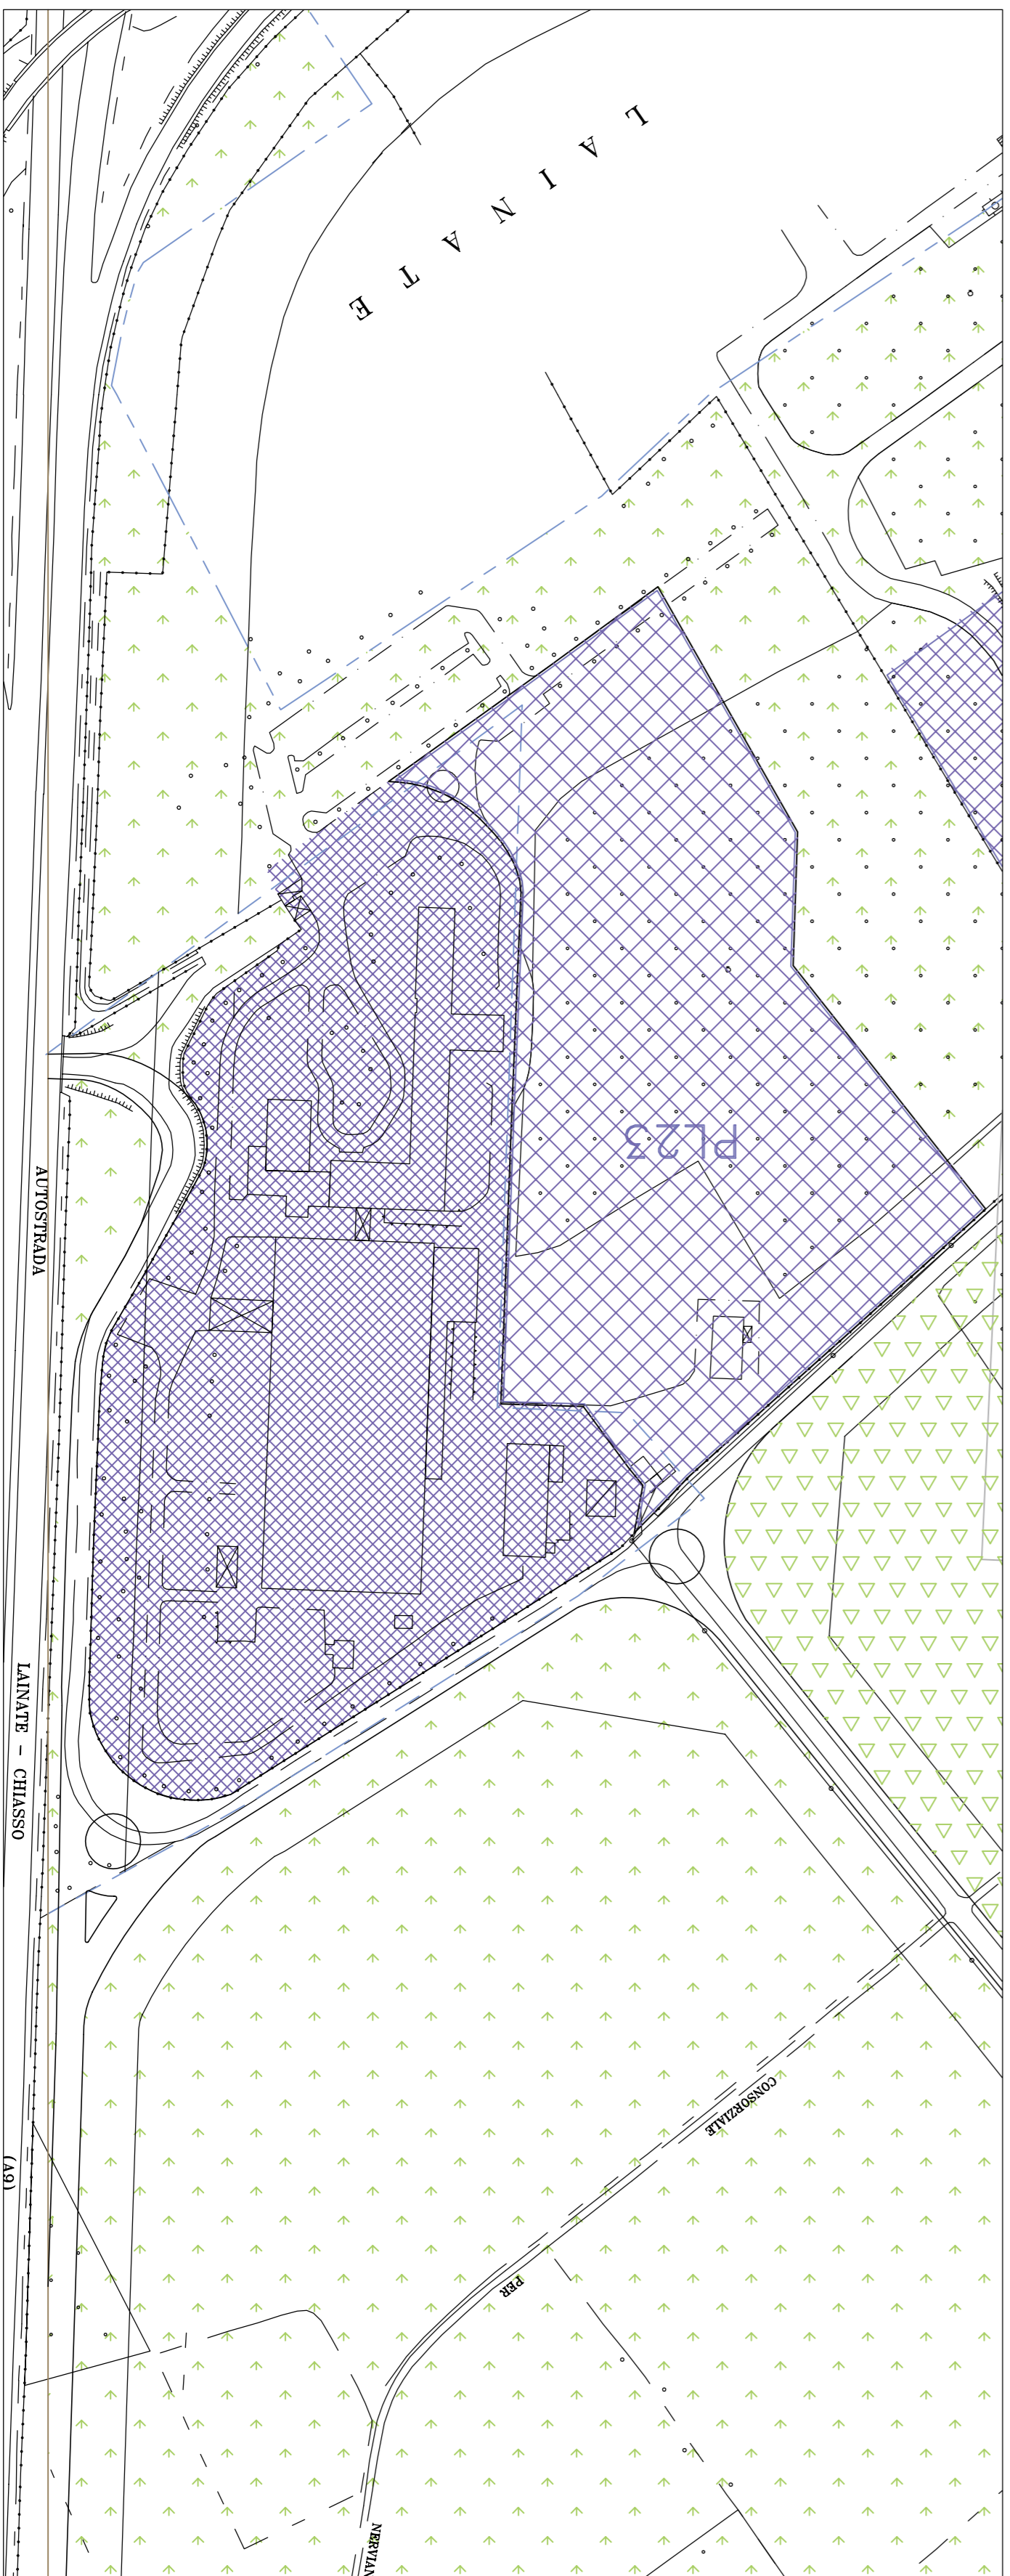 LAINATE
PL23
AUTOSTRADA
LAINATE - CHIASSO
(A9)
CONSORZIALE
PER
NERVIAN